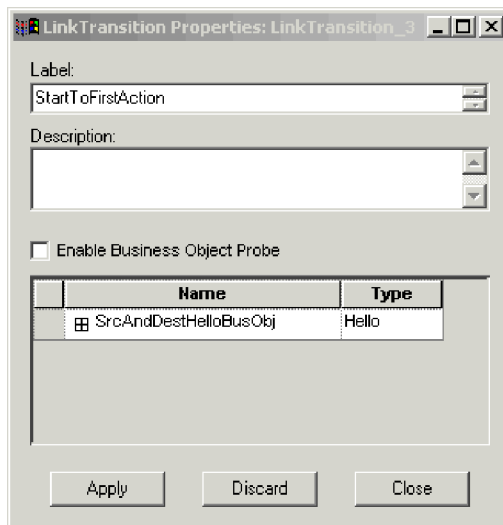 LinkTransition Properties: LinkTransition_3
Label:
StartToFirstAction
Description:
Enable Business Object Probe
Name Type
SrcAndDestHelloBusObj Hello
Apply Discard Close